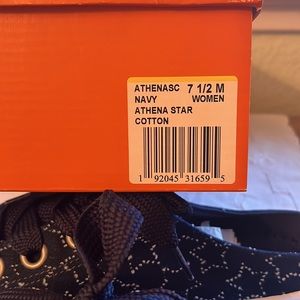 ATHENASC 7 1/2 M
NAVY WOMEN
ATHENA STAR
COTTON
1 92045 31659 5